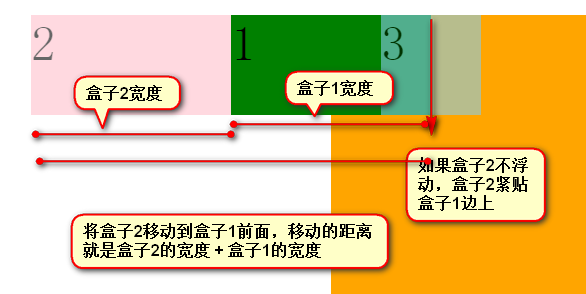 2
1
3
盒子2宽度
盒子1宽度
如果盒子2不浮
动，盒子2紧贴
盒子1边上
将盒子2移动到盒子1前面，移动的距离
就是盒子2的宽度＋盒子1的宽度